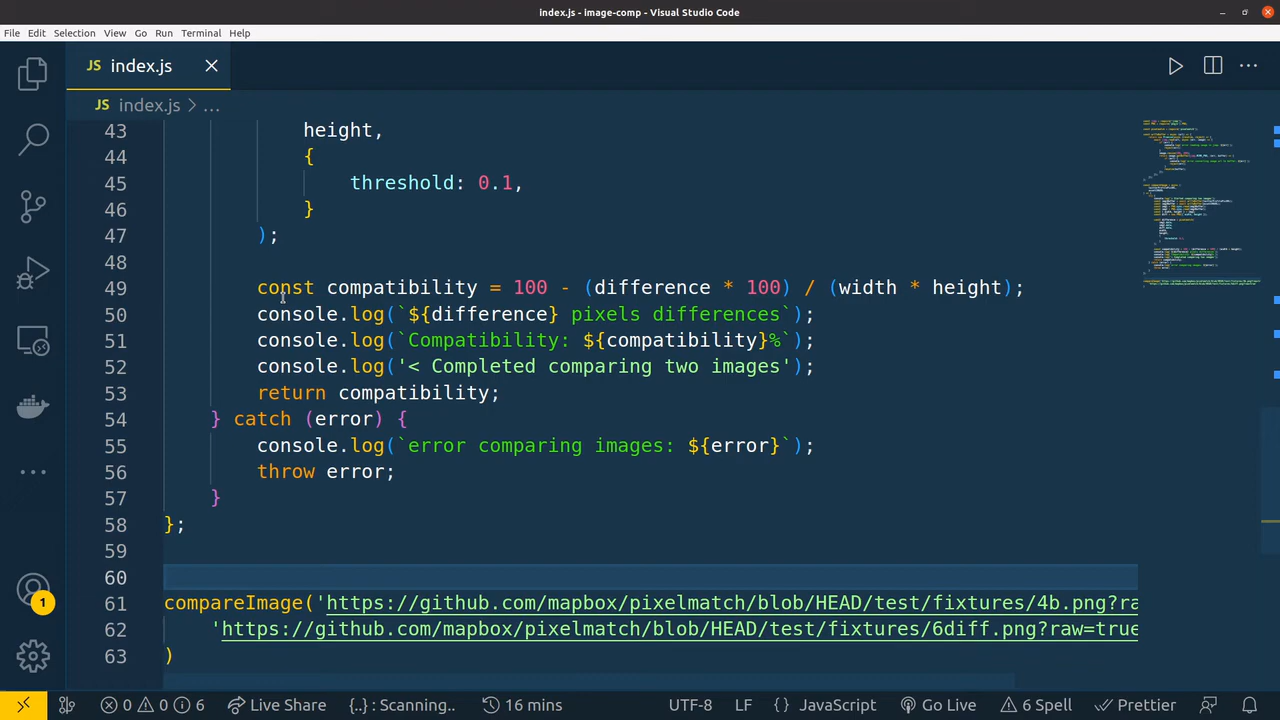 index.js - image-comp - Visual Studio Code
File Edit Selection View Go Run Terminal Help
JS index.js
JS index.js > ...
43 height,
44 {
45 threshold: 0.1,
46 }
47 );
48
49 const compatibility = 100 - (difference * 100) / (width * height);
50 console.log(`${difference} pixels differences`);
51 console.log(`Compatibility: ${compatibility}%`);
52 console.log('< Completed comparing two images');
53 return compatibility;
54 } catch (error) {
55 console.log(`error comparing images: ${error}`);
56 throw error;
57 }
58 };
59
60
61 compareImage('https://github.com/mapbox/pixelmatch/blob/HEAD/test/fixtures/4b.png?ra
62 'https://github.com/mapbox/pixelmatch/blob/HEAD/test/fixtures/6diff.png?raw=true
63 )
1
0 0 6 Live Share {..} : Scanning.. 16 mins UTF-8 LF {} JavaScript Go Live 6 Spell Prettier